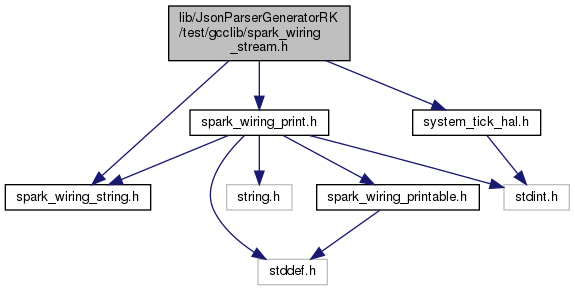 lib/JsonParserGeneratorRK
/test/gcclib/spark_wiring
_stream.h
spark_wiring_print.h
system_tick_hal.h
spark_wiring_string.h
string.h
spark_wiring_printable.h
stdint.h
stddef.h